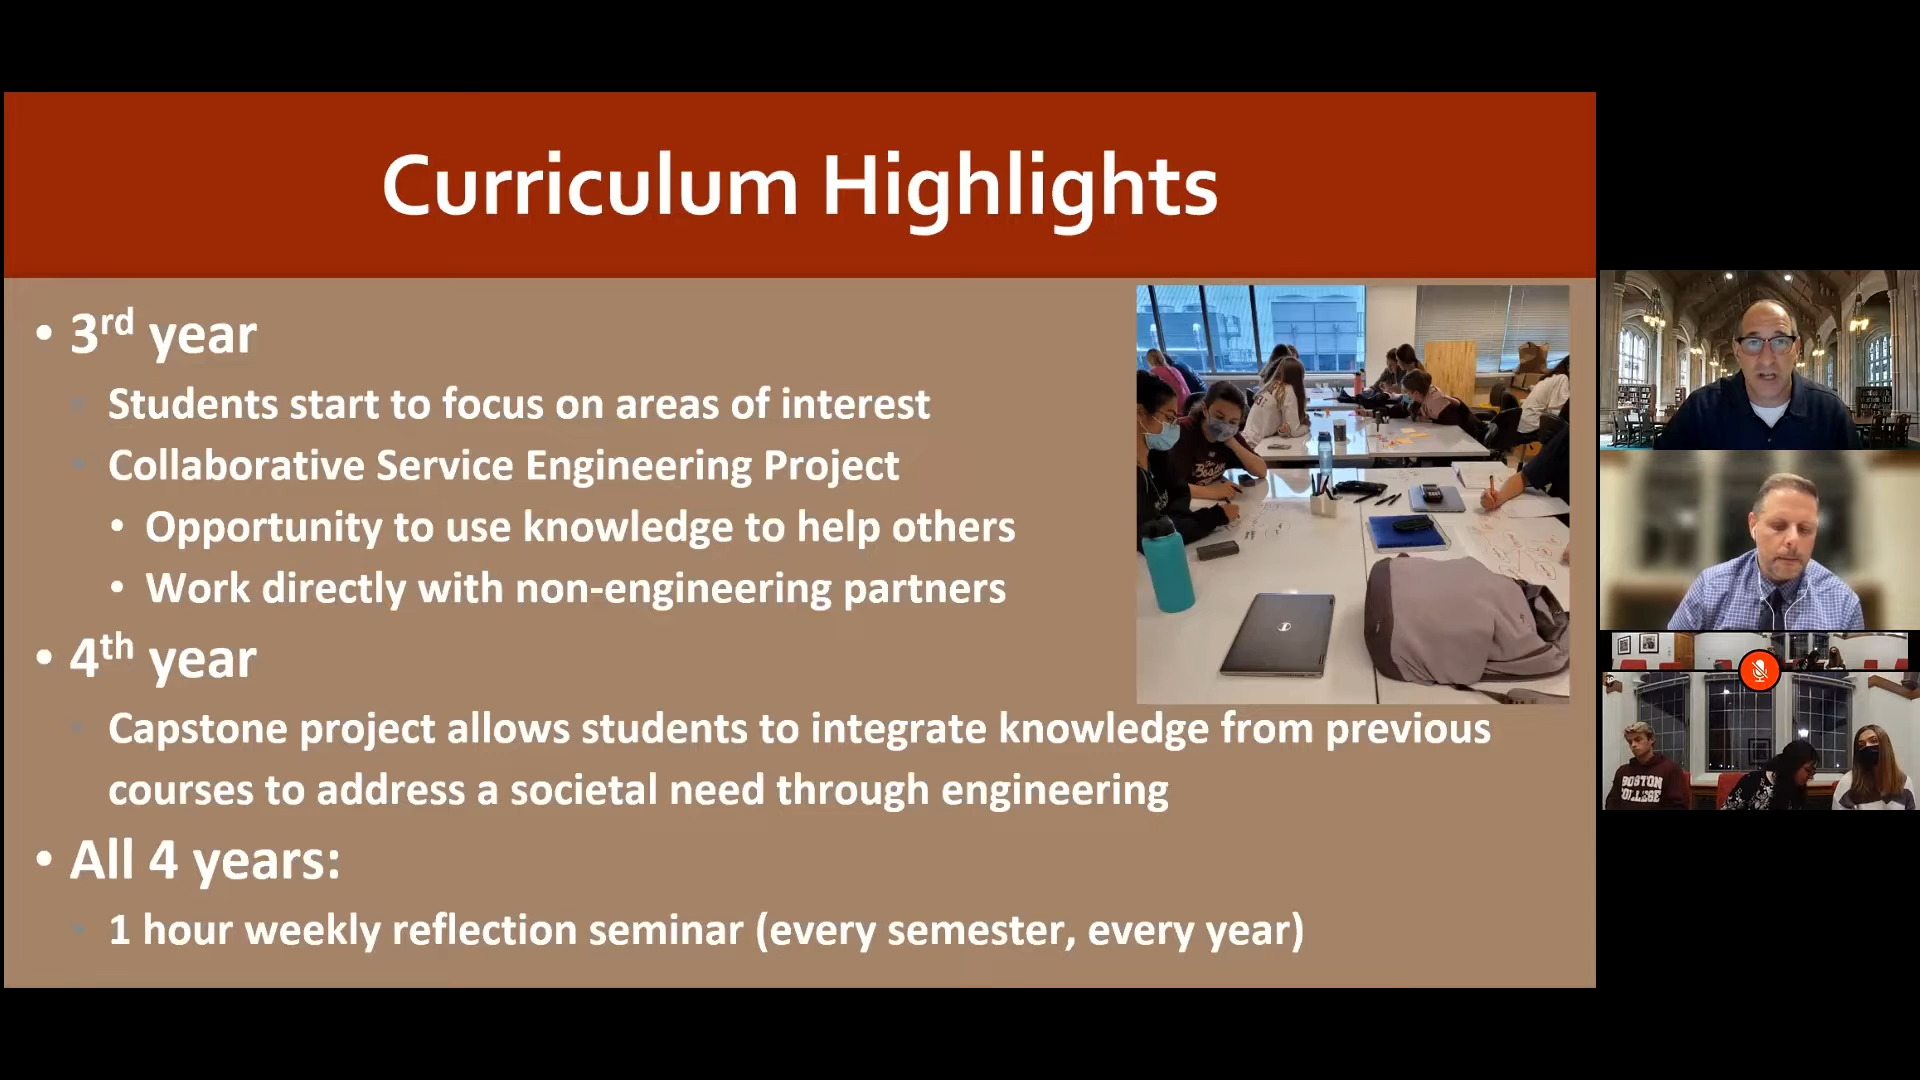 Curriculum Highlights
• 3rd year
Students start to focus on areas of interest
Collaborative Service Engineering Project
• Opportunity to use knowledge to help others
• Work directly with non-engineering partners
• 4th year
Capstone project allows students to integrate knowledge from previous
courses to address a societal need through engineering
• All 4 years:
1 hour weekly reflection seminar (every semester, every year)
BOSTON
COLLEGE